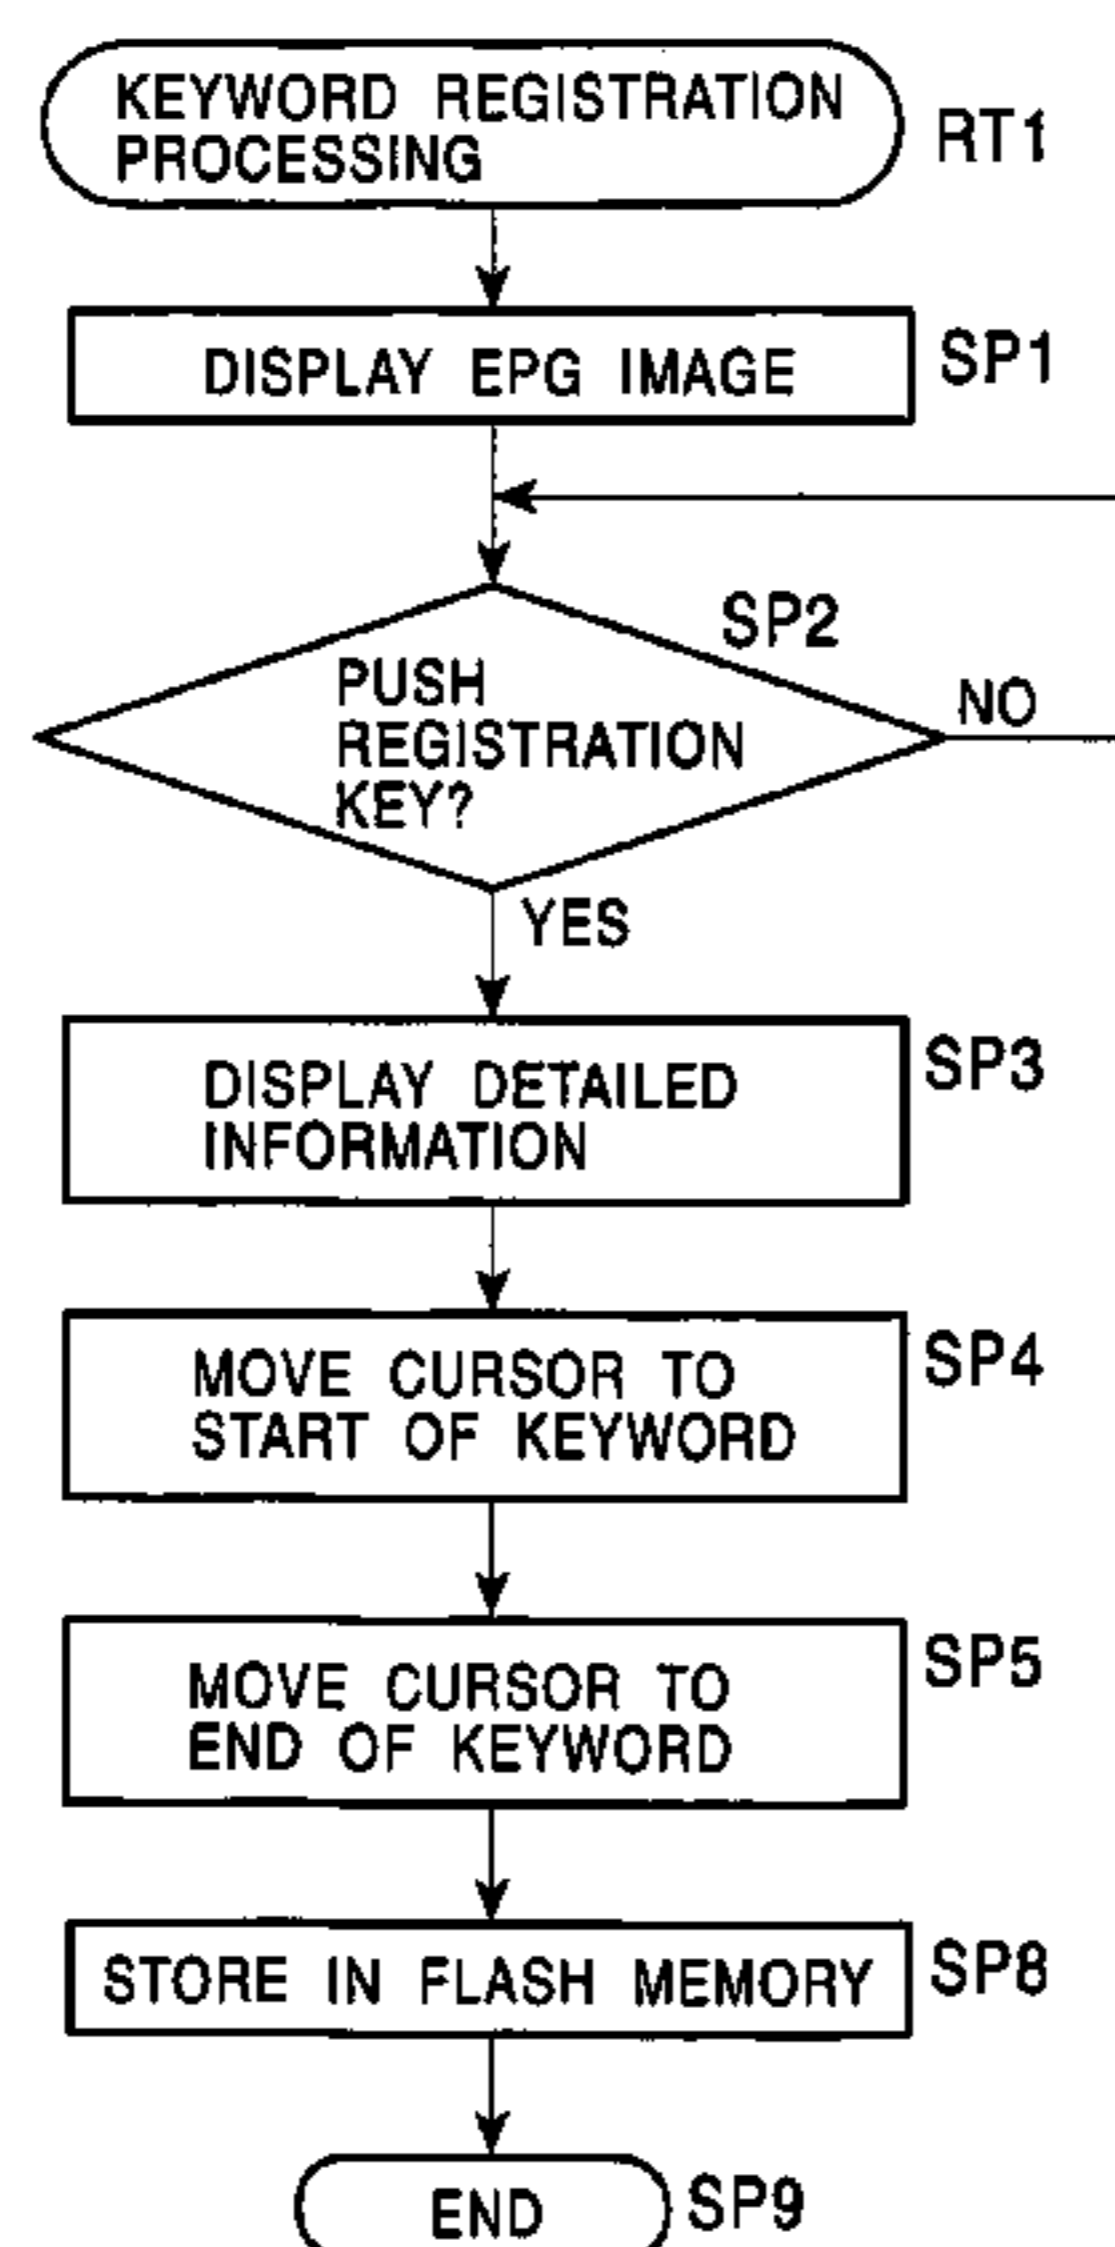 KEYWORD REGISTRATION
PROCESSING
RT1
DISPLAY EPG IMAGE
SP1
SP2
PUSH
REGISTRATION
KEY?
NO
YES
DISPLAY DETAILED
INFORMATION
SP3
MOVE CURSOR TO
START OF KEYWORD
SP4
MOVE CURSOR TO
END OF KEYWORD
SP5
STORE IN FLASH MEMORY
SP8
END
SP9